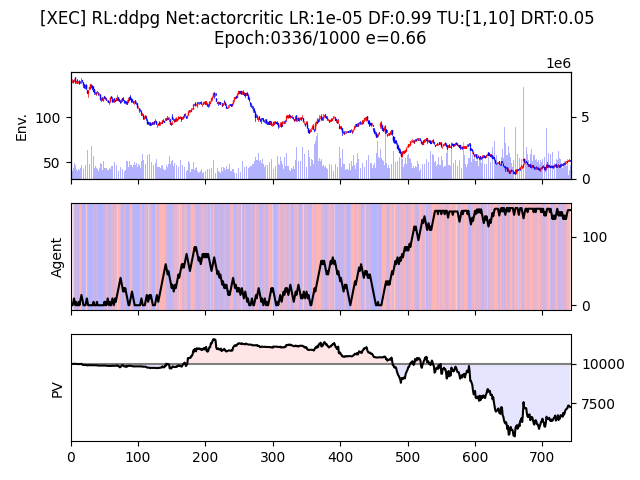 [XEC] RL:ddpg Net:actorcritic LR:1e-05 DF:0.99 TU:[1,10] DRT:0.05
Epoch:0336/1000 e=0.66
1e6
Env.
100
50
5
0
Agent
100
0
PV
10000
7500
0 100 200 300 400 500 600 700